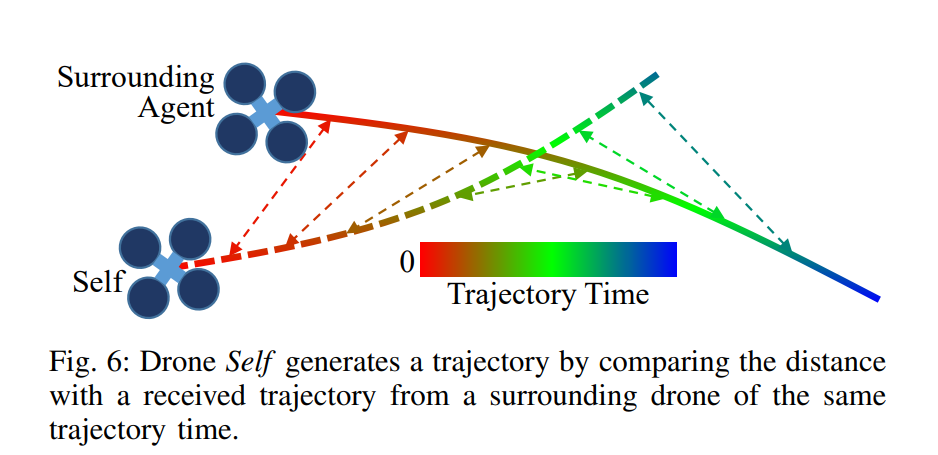 Surrounding
Agent
Self
0
Trajectory Time
Fig. 6: Drone Self generates a trajectory by comparing the distance
with a received trajectory from a surrounding drone of the same
trajectory time.